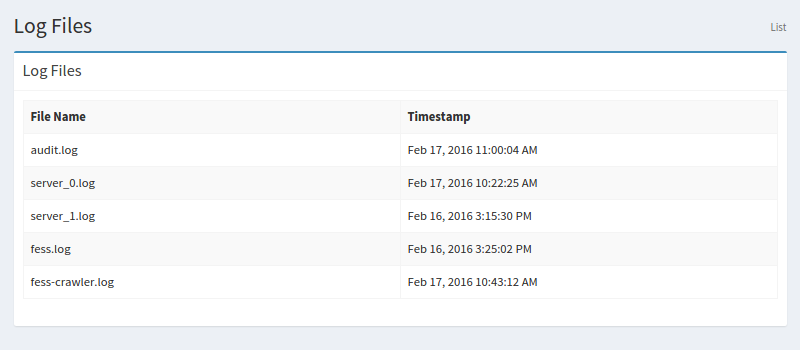 Log Files
List
Log Files
File Name Timestamp
audit.log Feb 17, 2016 11:00:04 AM
server_0.log Feb 17, 2016 10:22:25 AM
server_1.log Feb 16, 2016 3:15:30 PM
fess.log Feb 16, 2016 3:25:02 PM
fess-crawler.log Feb 17, 2016 10:43:12 AM